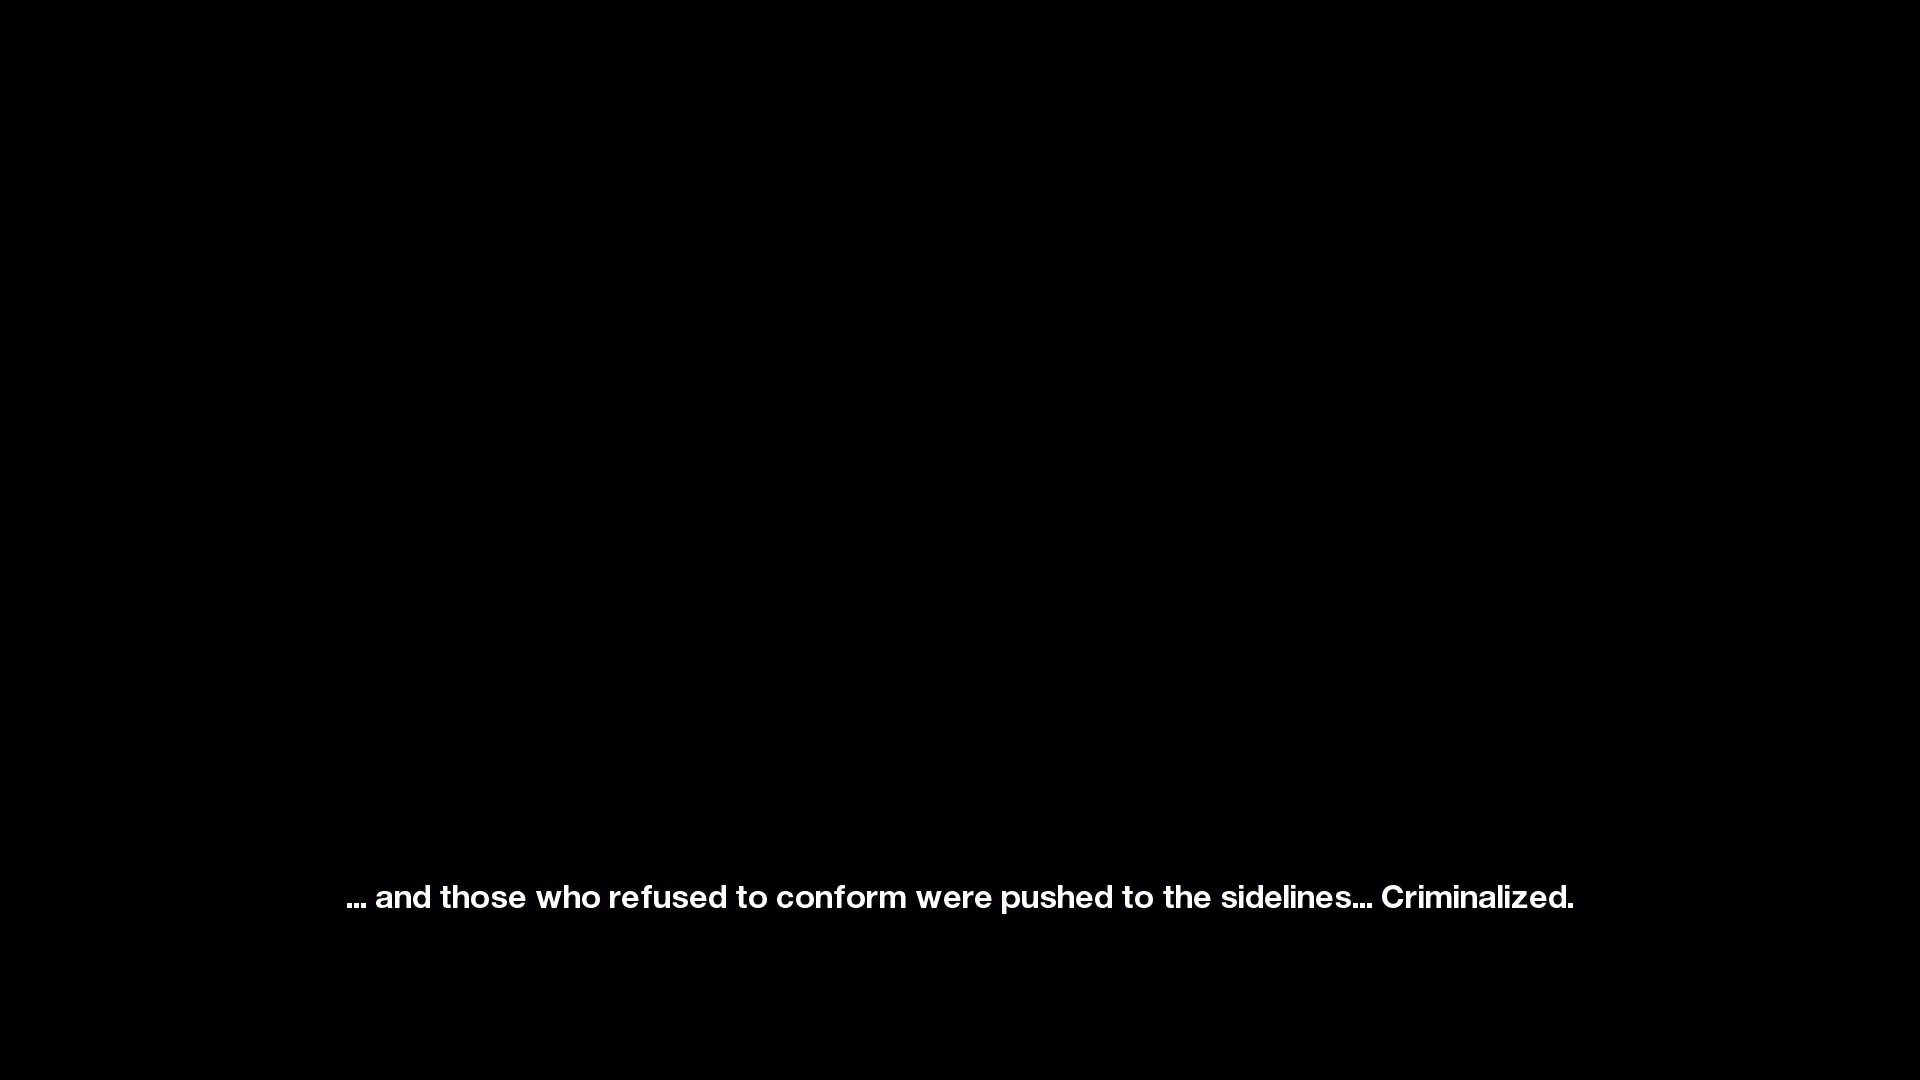 ... and those who refused to conform were pushed to the sidelines... Criminalized.